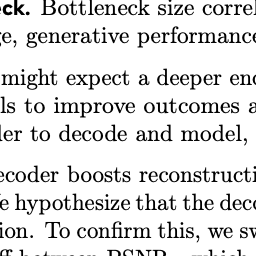 eck. Bottleneck size correl
ge, generative performance
might expect a deeper enc
ls to improve outcomes a
ler to decode and model,
ecoder boosts reconstructi
We hypothesize that the deco
ion. To confirm this, we sw
ff between PSNR which